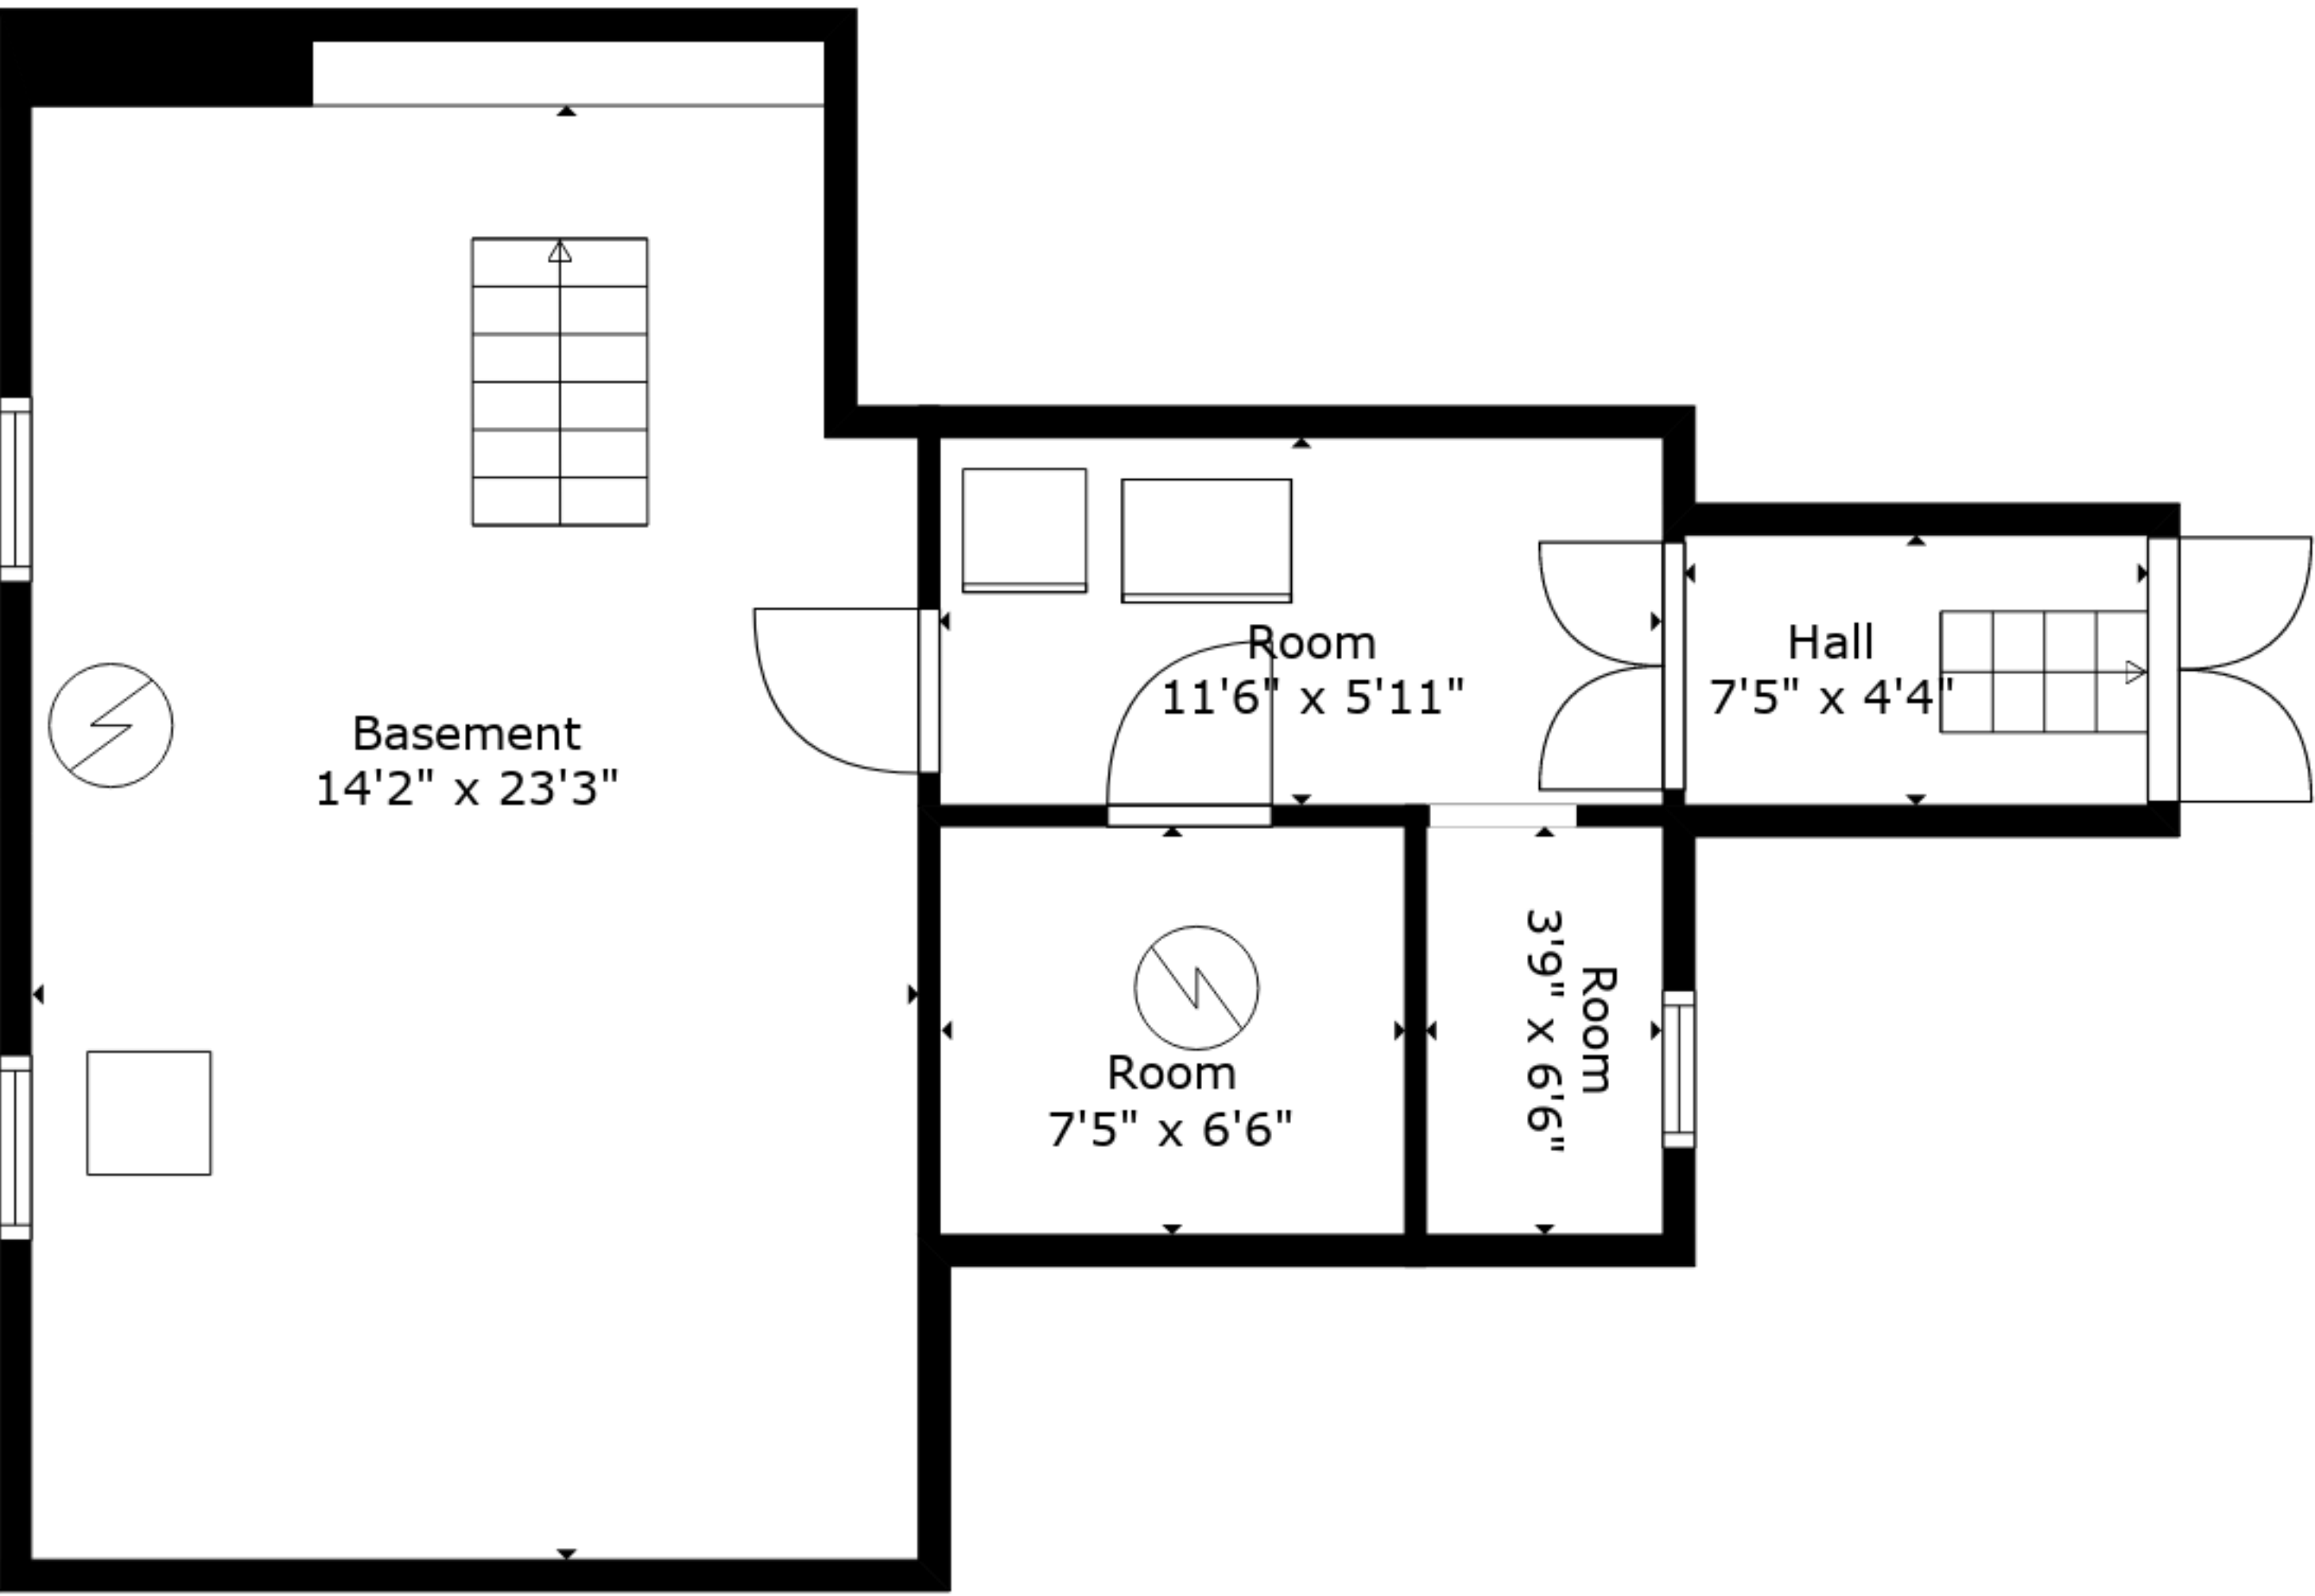 Basement
14'2" x 23'3"
Room
11'6" x 5'11"
Hall
7'5" x 4'4"
Room
7'5" x 6'6"
Room
3'9" x 6'6"